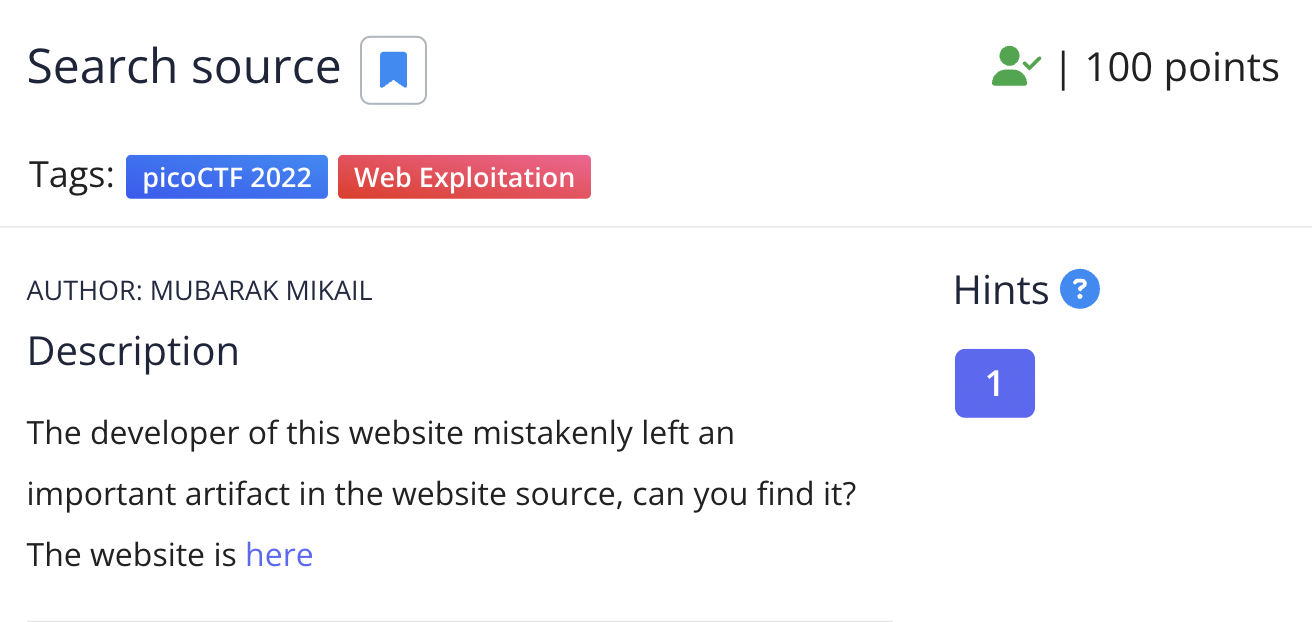 Search source
| 100 points
Tags: picoCTF 2022 Web Exploitation
AUTHOR: MUBARAK MIKAIL
Hints ?
Description
1
The developer of this website mistakenly left an
important artifact in the website source, can you find it?
The website is here